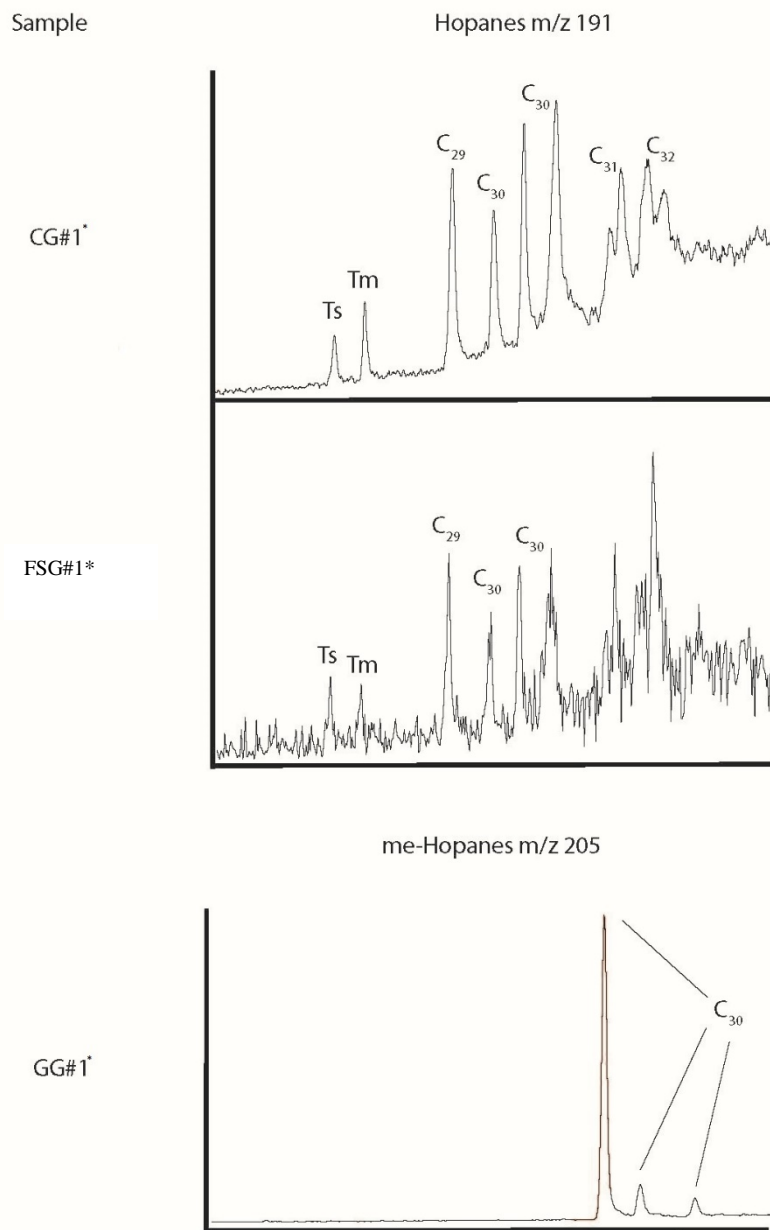 Sample Hopanes m/z 191
CG#1*
Ts
Tm
C29
C30
C30
C31
C32
FSG#1*
Ts
Tm
C29
C30
C30
me-Hopanes m/z 205
GG#1*
C30